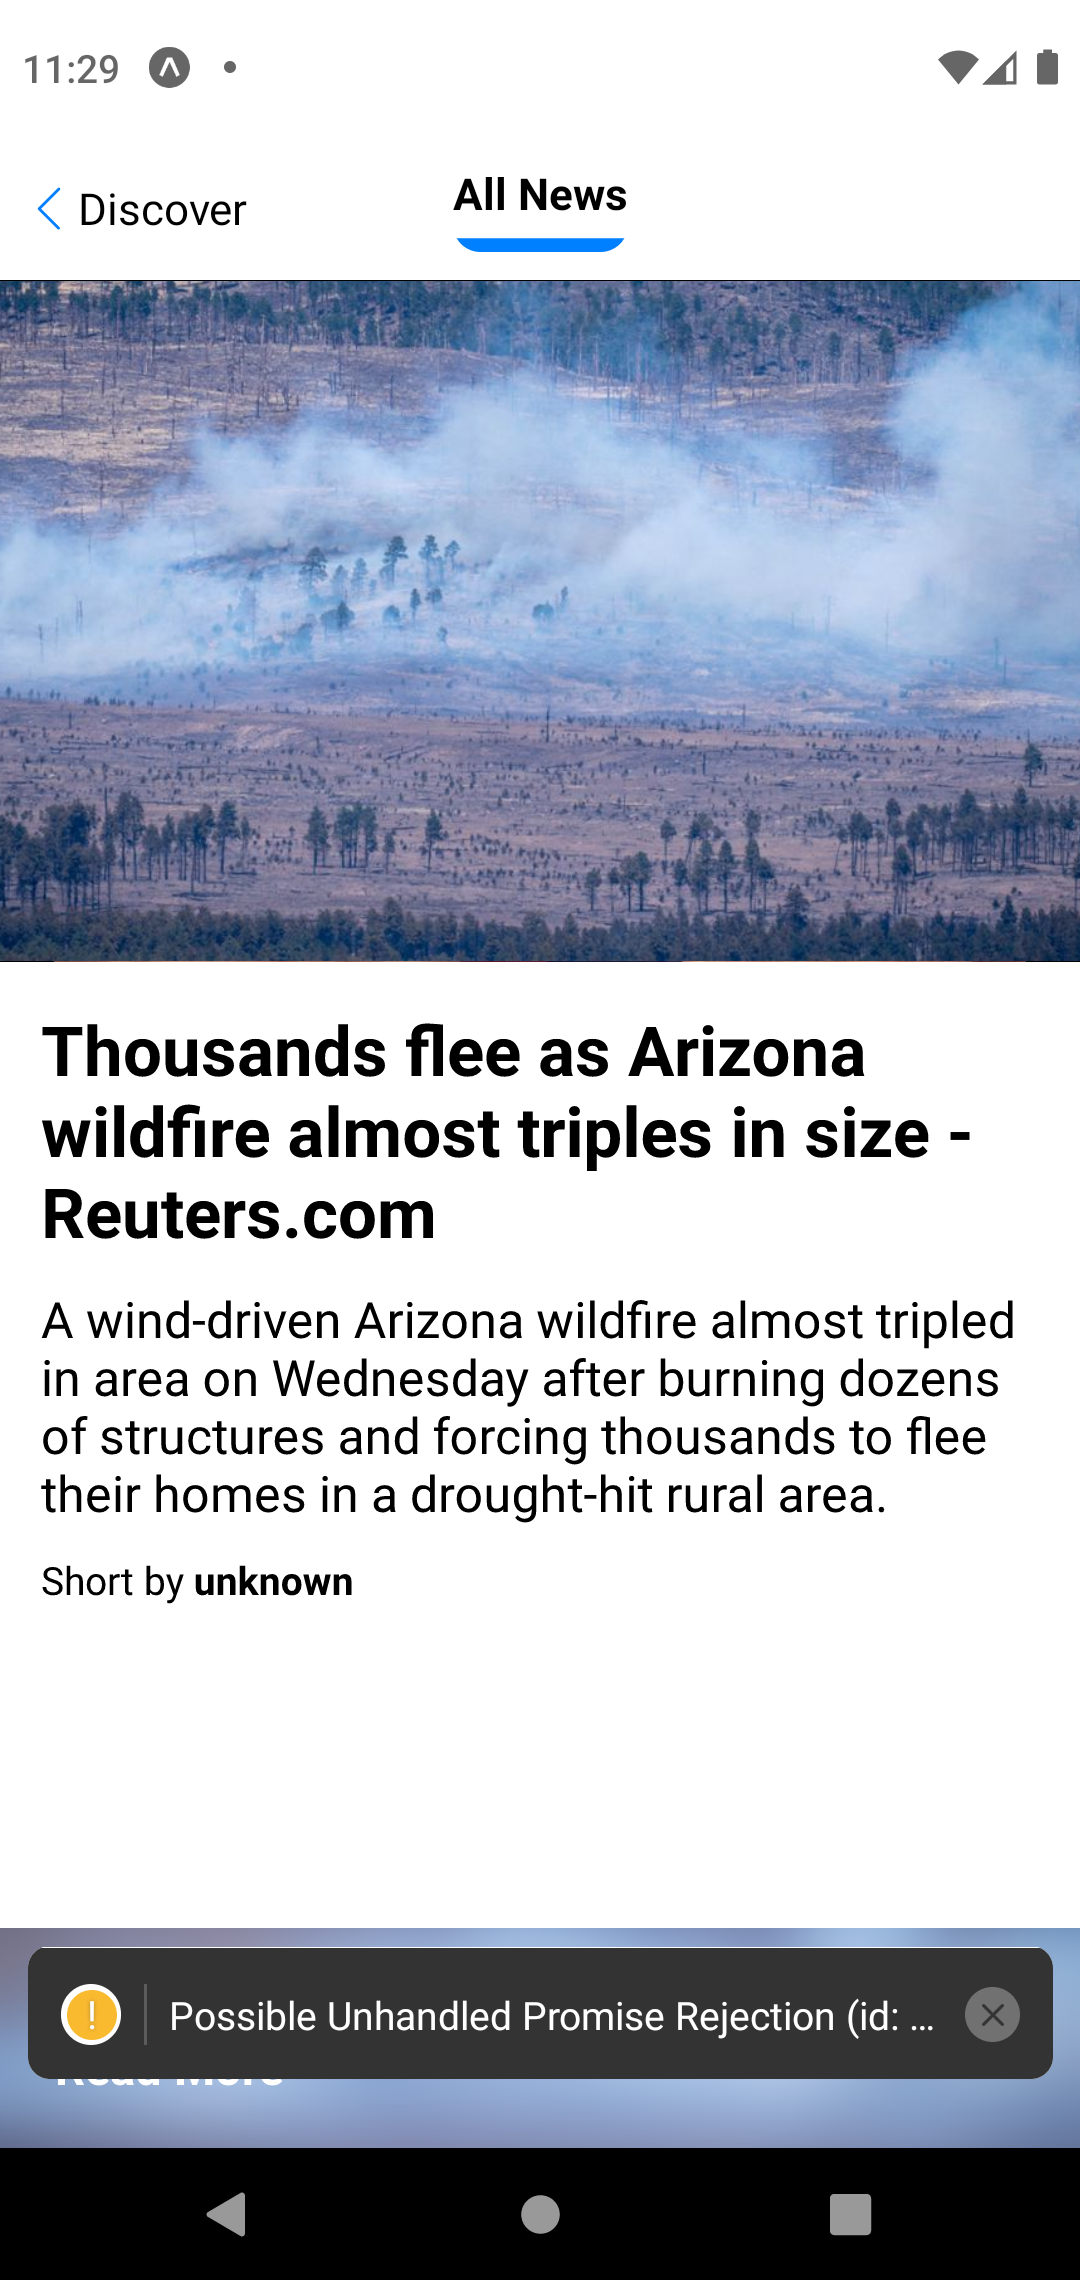 11:29
Discover
All News
Thousands flee as Arizona
wildfire almost triples in size -
Reuters.com
A wind-driven Arizona wildfire almost tripled
in area on Wednesday after burning dozens
of structures and forcing thousands to flee
their homes in a drought-hit rural area.
Short by unknown
Possible Unhandled Promise Rejection (id: ...
Read More